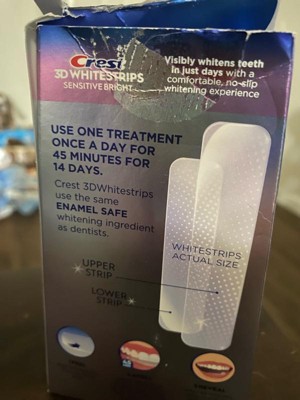 Crest
3D WHITESTRIPS
SENSITIVE BRIGHT
Visibly whitens teeth
in just days with a
comfortable, no-slip
whitening experience
USE ONE TREATMENT
ONCE A DAY FOR
45 MINUTES FOR
14 DAYS.
Crest 3DWhitestrips
use the same
ENAMEL SAFE
whitening ingredient
as dentists.
WHITESTRIPS
ACTUAL SIZE
UPPER
STRIP
LOWER
STRIP